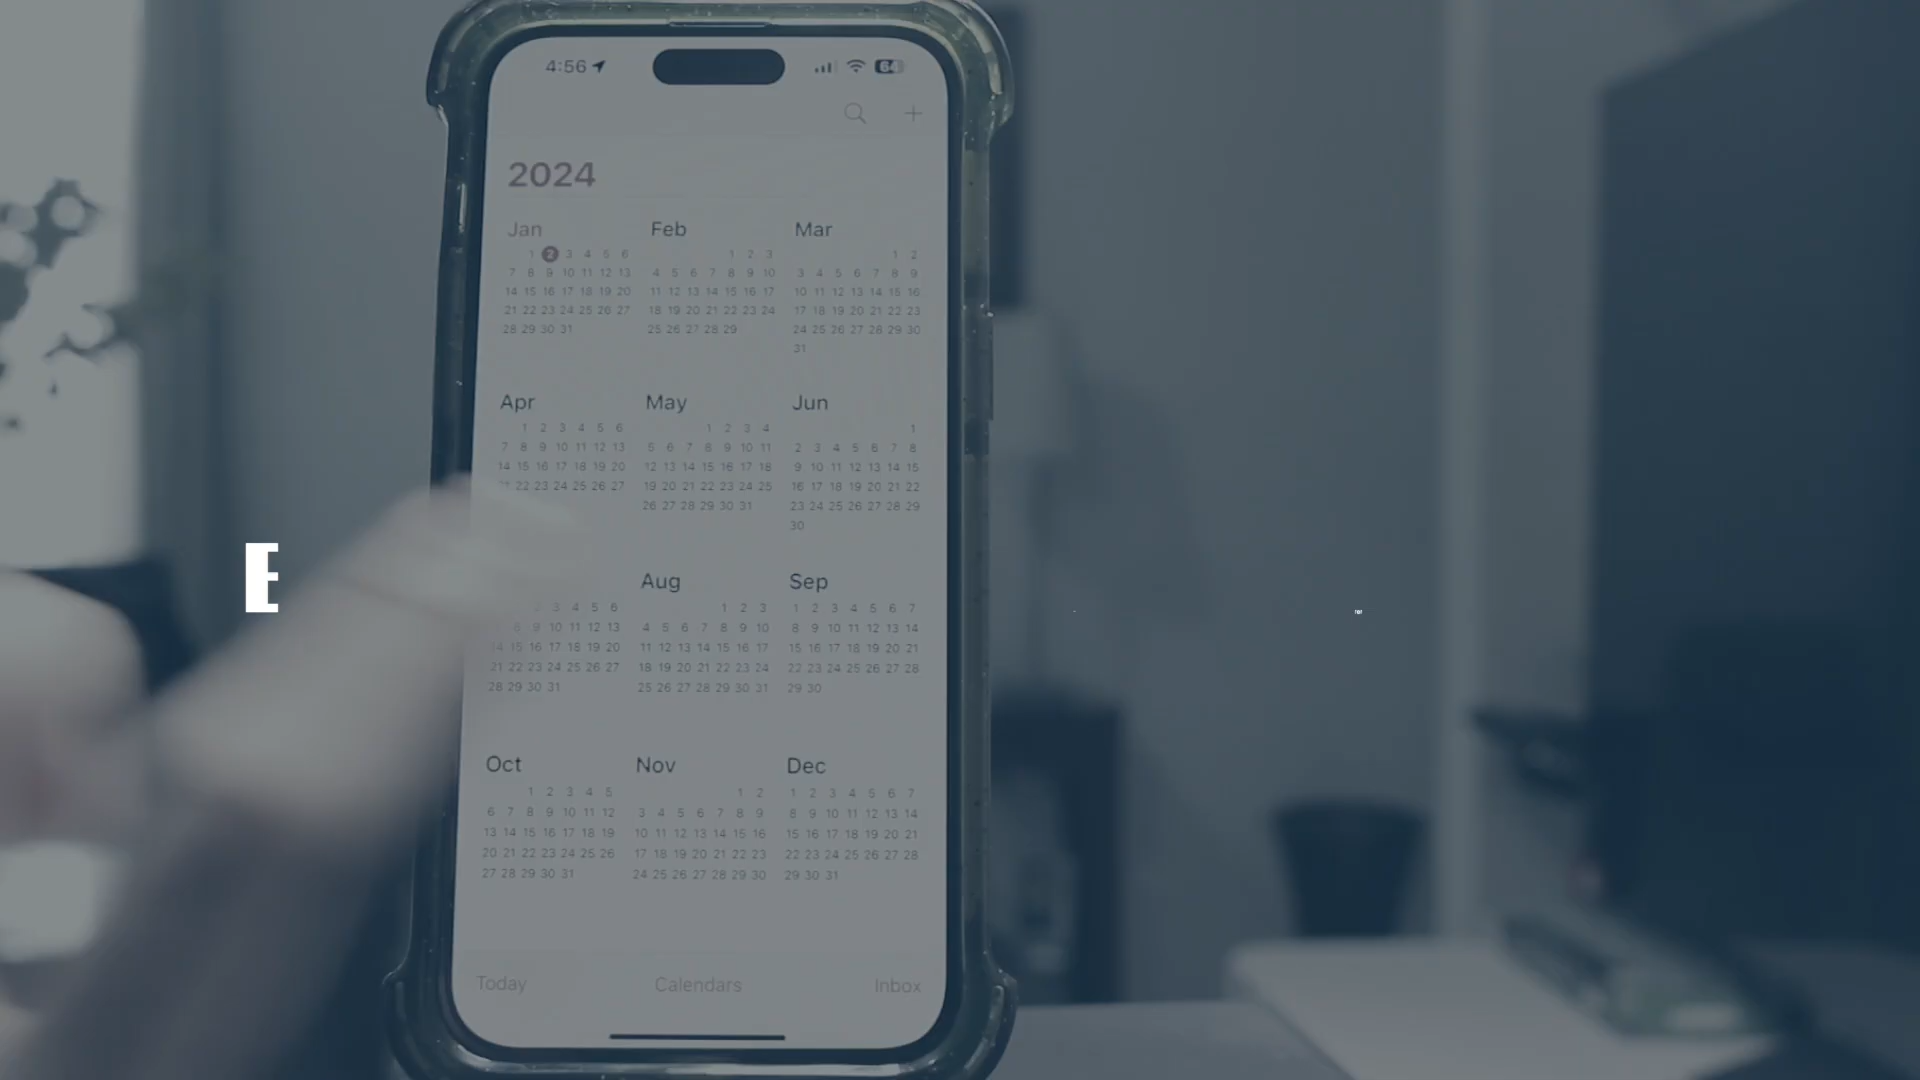 4:56 64
2024
Jan Feb Mar
1 2 3 4 5 6 1 2 3 1 2
7 8 9 10 11 12 13 4 5 6 7 8 9 10 3 4 5 6 7 8 9
14 15 16 17 18 19 20 11 12 13 14 15 16 17 10 11 12 13 14 15 16
21 22 23 24 25 26 27 18 19 20 21 22 23 24 17 18 19 20 21 22 23
28 29 30 31 25 26 27 28 29 24 25 26 27 28 29 30
31
Apr May Jun
1 2 3 4 5 6 1 2 3 4 1
7 8 9 10 11 12 13 5 6 7 8 9 10 11 2 3 4 5 6 7 8
14 15 16 17 18 19 20 12 13 14 15 16 17 18 9 10 11 12 13 14 15
22 23 24 25 26 27 19 20 21 22 23 24 25 16 17 18 19 20 21 22
26 27 28 29 30 31 23 24 25 26 27 28 29
30
E
Aug Sep
2 3 4 5 6 1 2 3 1 2 3 4 5 6 7
8 9 10 11 12 13 4 5 6 7 8 9 10 8 9 10 11 12 13 14
14 15 16 17 18 19 20 11 12 13 14 15 16 17 15 16 17 18 19 20 21
21 22 23 24 25 26 27 18 19 20 21 22 23 24 22 23 24 25 26 27 28
28 29 30 31 25 26 27 28 29 30 31 29 30
Oct Nov Dec
1 2 3 4 5 1 2 1 2 3 4 5 6 7
6 7 8 9 10 11 12 3 4 5 6 7 8 9 8 9 10 11 12 13 14
13 14 15 16 17 18 19 10 11 12 13 14 15 16 15 16 17 18 19 20 21
20 21 22 23 24 25 26 17 18 19 20 21 22 23 22 23 24 25 26 27 28
27 28 29 30 31 24 25 26 27 28 29 30 29 30 31
Today Calendars Inbox